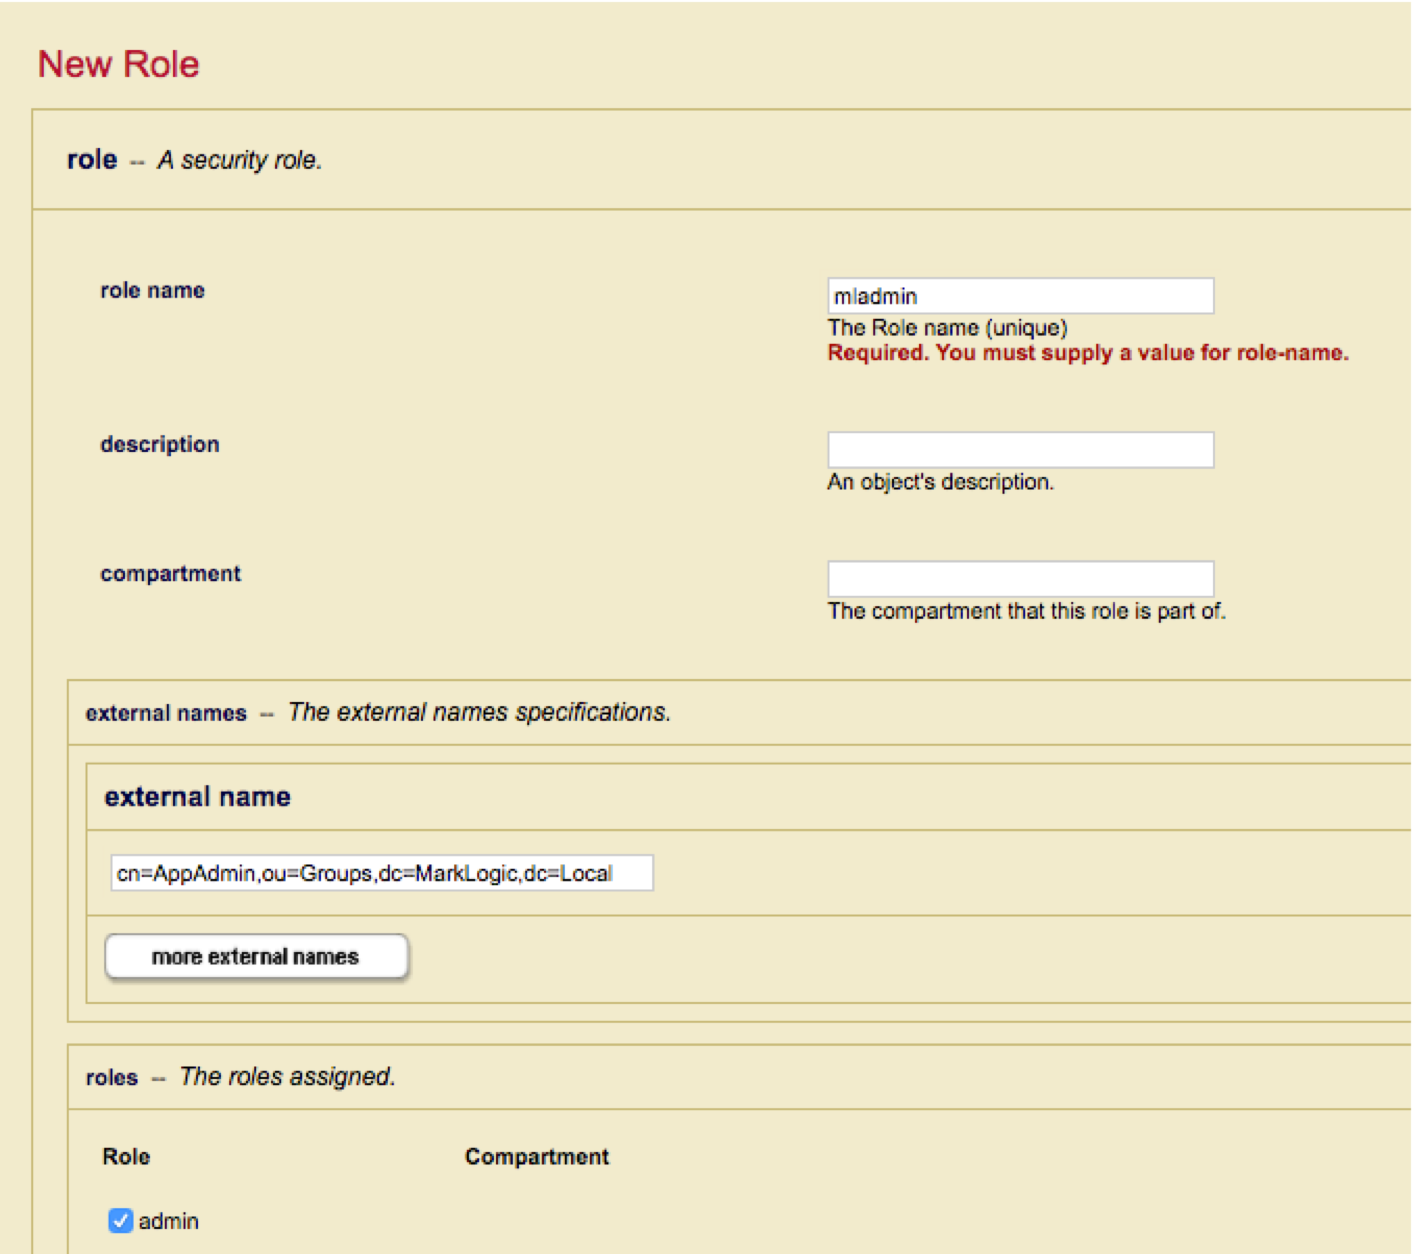 New Role
role -- A security role.
role name
mladmin
The Role name (unique)
Required. You must supply a value for role-name.
description
An object's description.
compartment
The compartment that this role is part of.
external names -- The external names specifications.
external name
cn=AppAdmin,ou=Groups,dc=MarkLogic,dc=Local
more external names
roles -- The roles assigned.
Role Compartment
admin